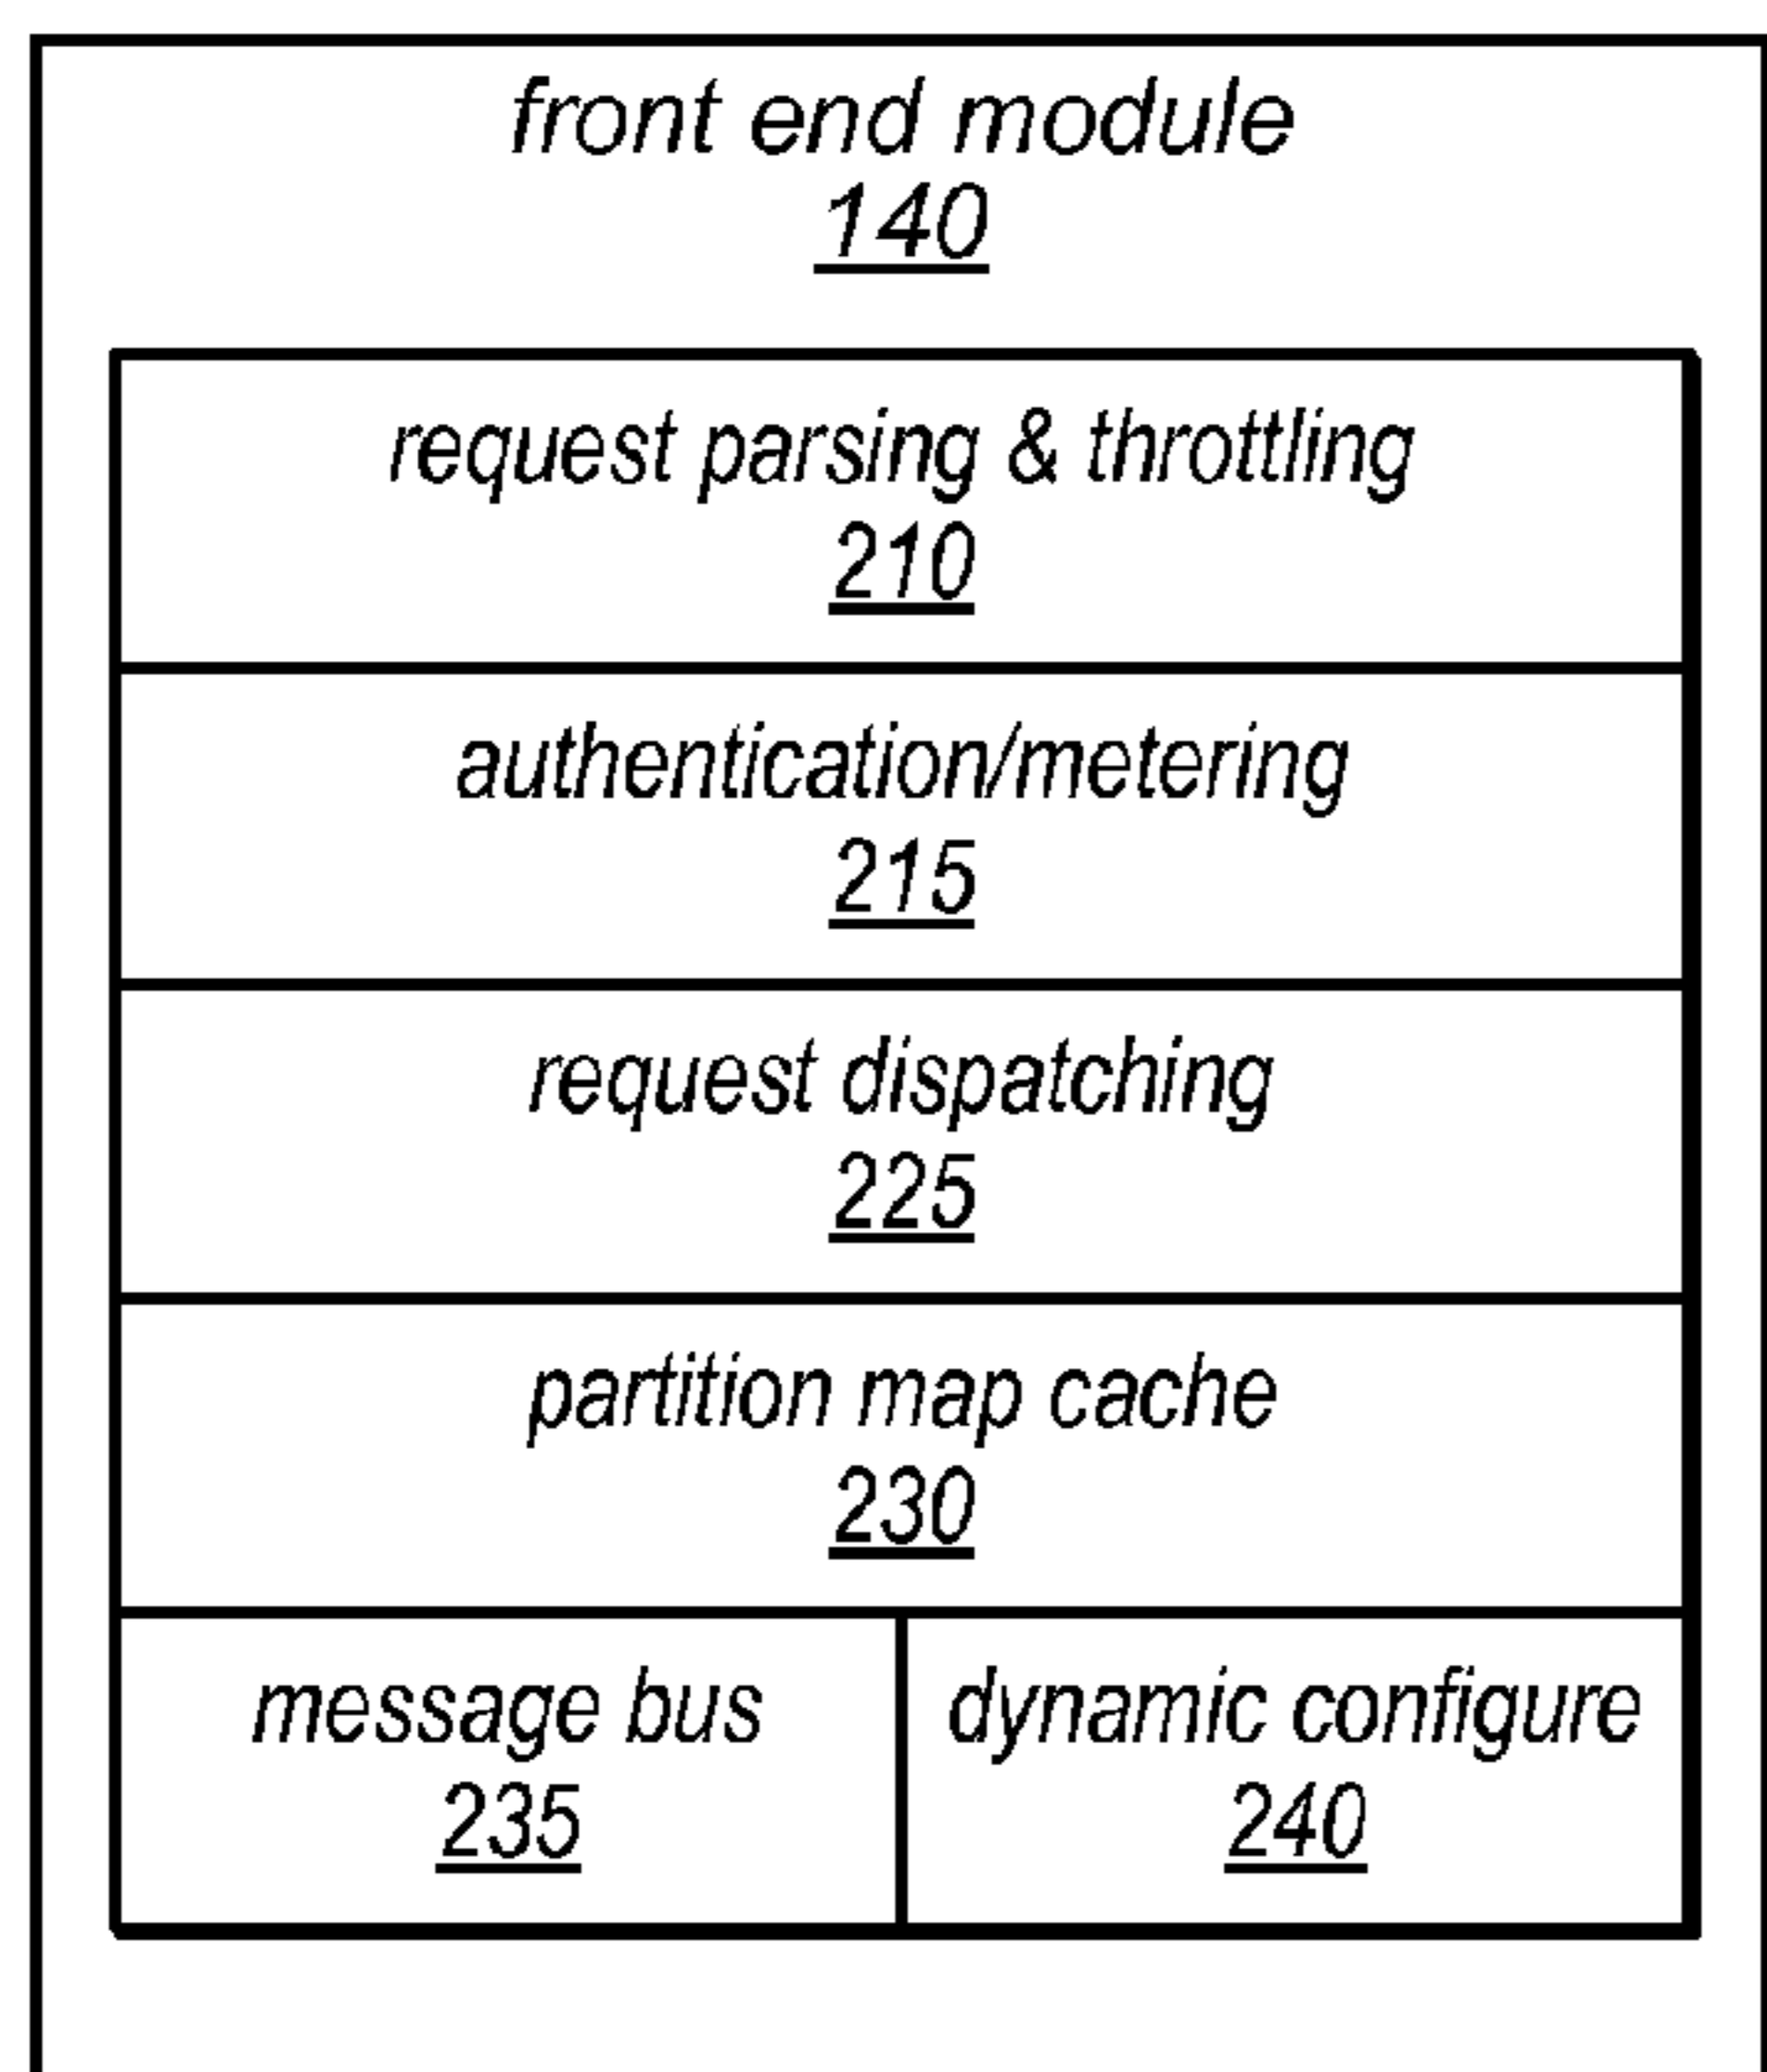 front end module
140
request parsing & throttling
210
authentication/metering
215
request dispatching
225
partition map cache
230
message bus
235
dynamic configure
240